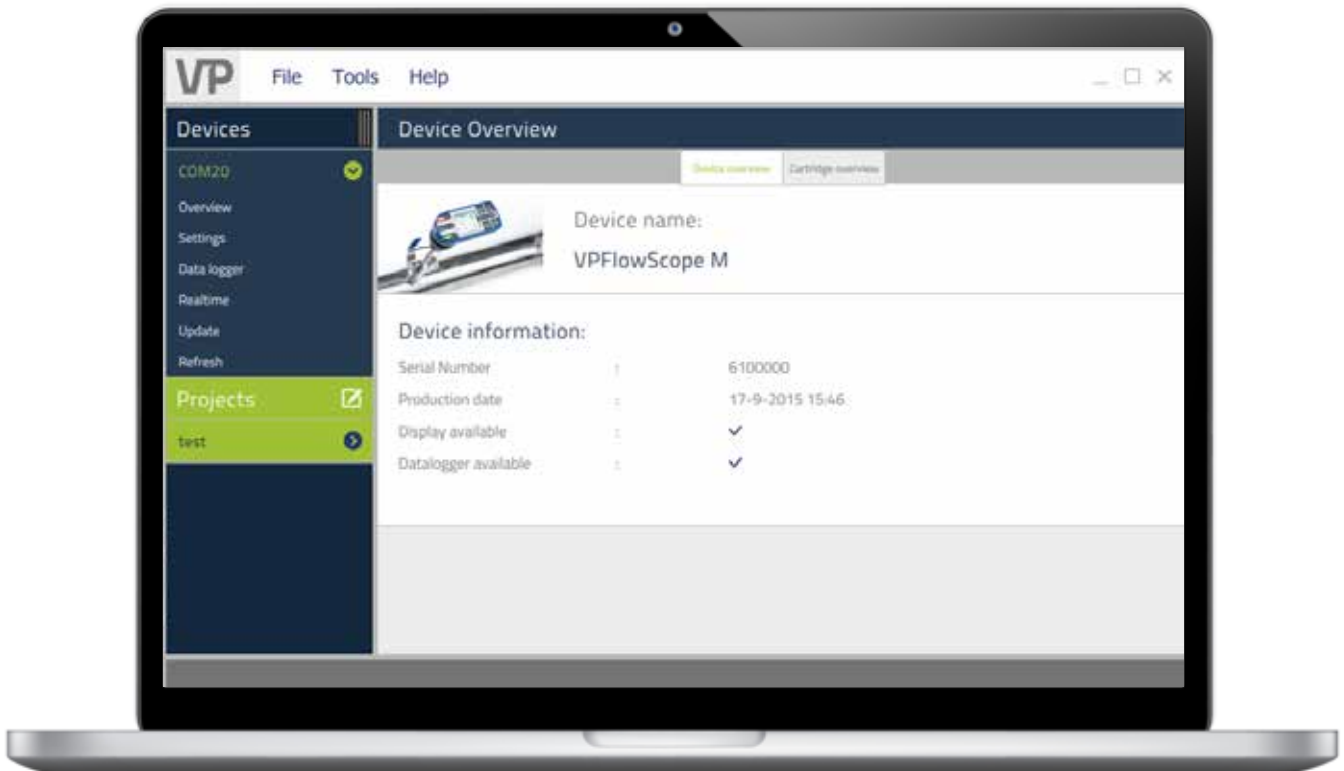 VP File Tools Help
Devices
Device Overview
COM20
Device overview Cartridge overview
Overview
Settings
Data logger
Realtime
Update
Refresh
Projects
test
Device name:
VPFlowScope M
Device information:
Serial Number : 6100000
Production date : 17-9-2015 15:46
Display available :
Datalogger available :